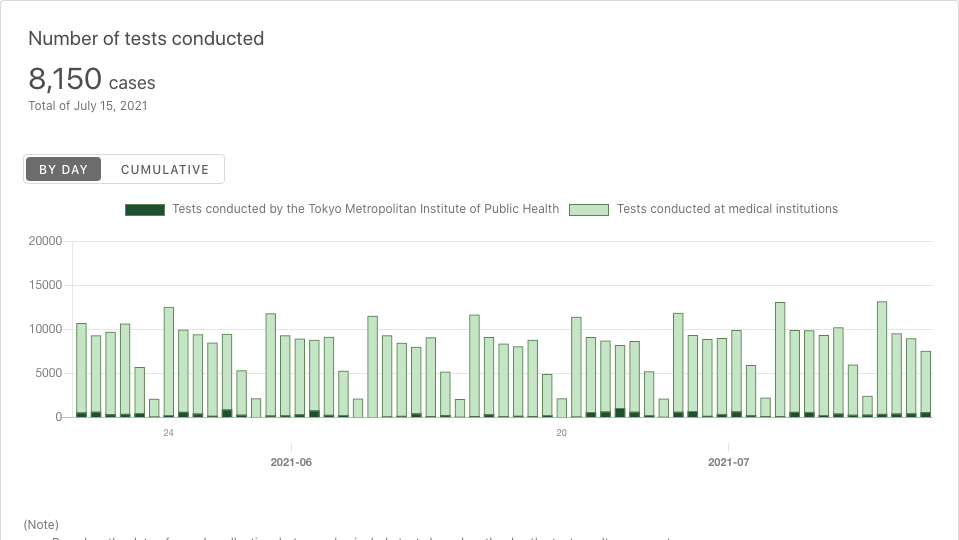 Number of tests conducted
8,150 cases
Total of July 15, 2021
BY DAY CUMULATIVE
Tests conducted by the Tokyo Metropolitan Institute of Public Health Tests conducted at medical institutions
20000
15000
10000
5000
0
24 20
2021-06 2021-07
(Note)